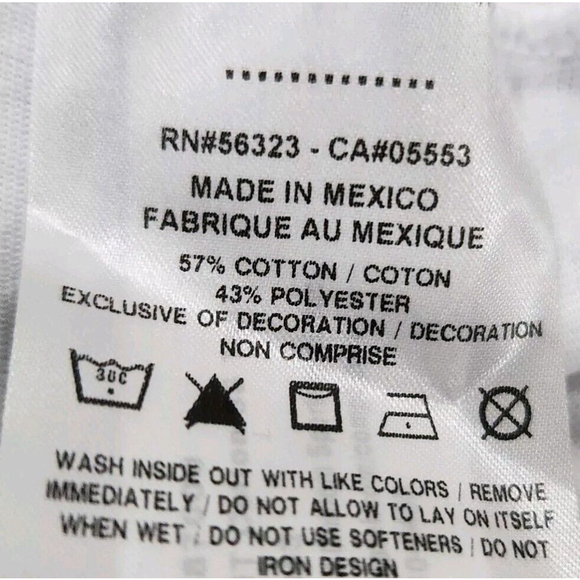 RN#56323 - CA#05553
MADE IN MEXICO
FABRIQUE AU MEXIQUE
57% COTTON / COTON
43% POLYESTER
EXCLUSIVE OF DECORATION / DECORATION
NON COMPRISE
30C
WASH INSIDE OUT WITH LIKE COLORS / REMOVE
IMMEDIATELY / DO NOT ALLOW TO LAY ON ITSELF
WHEN WET / DO NOT USE SOFTENERS / DO NOT
IRON DESIGN